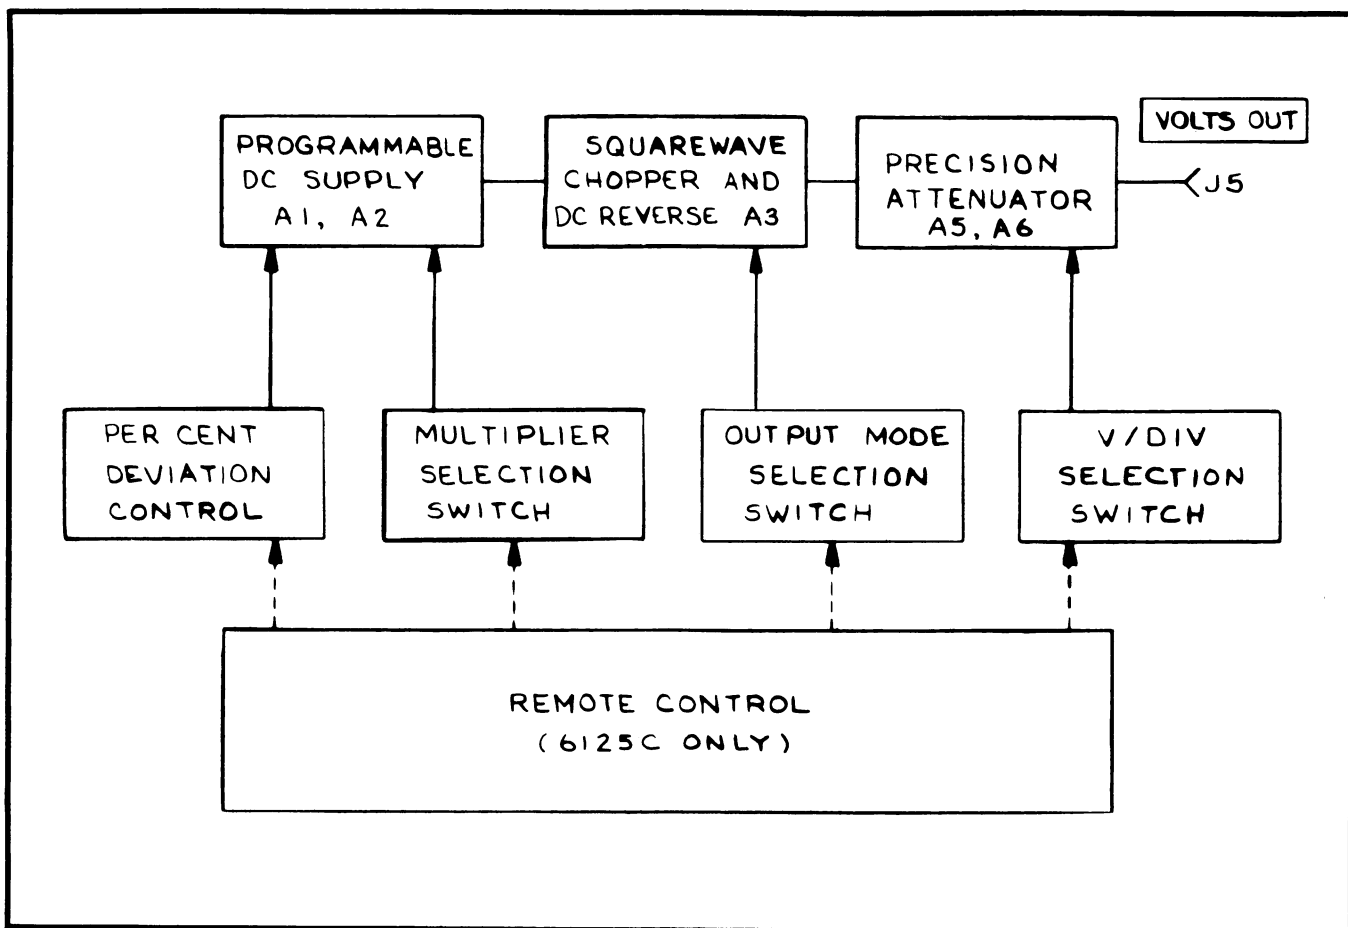 PROGRAMMABLE
DC SUPPLY
A1, A2
SQUAREWAVE
CHOPPER AND
DC REVERSE A3
PRECISION
ATTENUATOR
A5, A6
VOLTS OUT
J5
PER CENT
DEVIATION
CONTROL
MULTIPLIER
SELECTION
SWITCH
OUTPUT MODE
SELECTION
SWITCH
V/DIV
SELECTION
SWITCH
REMOTE CONTROL
(6125C ONLY)